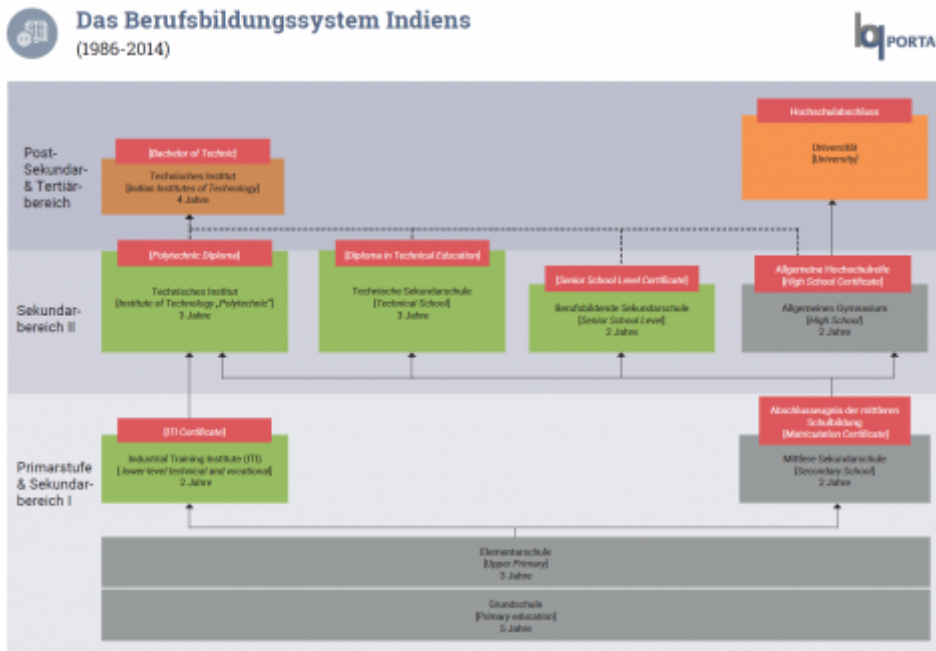 Das Berufsbildungssystem Indiens
(1986-2014)
bq PORTA
Post-
Sekundar-
& Tertiär-
bereich
[Bachelor of Technic]
Technisches Institut
[Indian Institutes of Technology]
4 Jahre
Hochschulabschluss
Universität
[University]
Sekundar-
bereich II
[Polytechnic Diploma]
Technisches Institut
[Institute of Technology „Polytechnic"]
3 Jahre
[Diploma in Technical Education]
Technische Sekundarschule
[Technical School]
3 Jahre
[Senior School Level Certificate]
Berufsbildende Sekundarschule
[Senior School Level]
2 Jahre
Allgemeine Hochschulreife
[High School Certificate]
Allgemeines Gymnasium
[High School]
2 Jahre
Primarstufe
& Sekundar-
bereich I
[ITI Certificate]
Industrial Training Institute (ITI)
[lower level technical and vocational]
2 Jahre
Abschlusszeugnis der mittleren
Schulbildung
[Matriculation Certificate]
Mittlere Sekundarschule
[Secondary School]
2 Jahre
Elementarschule
[Upper Primary]
3 Jahre
Grundschule
[Primary education]
5 Jahre